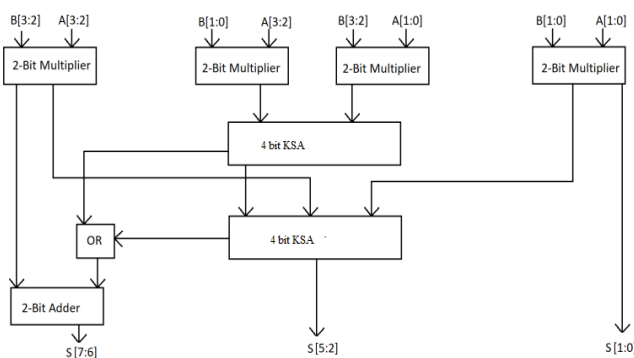 B[3:2] A[3:2] B[1:0] A[3:2] B[3:2] A[1:0] B[1:0] A[1:0]
2-Bit Multiplier 2-Bit Multiplier 2-Bit Multiplier 2-Bit Multiplier
4 bit KSA
OR 4 bit KSA
2-Bit Adder
S[7:6] S[5:2] S[1:0]